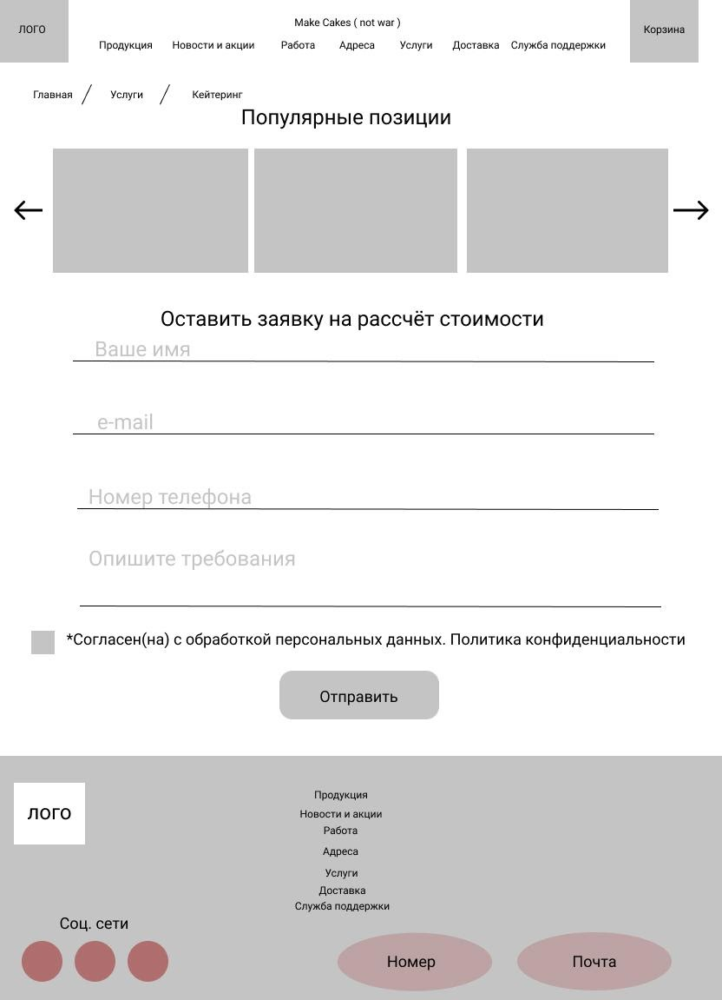 ЛОГО
Make Cakes ( not war )
Корзина
Продукция Новости и акции Работа Адреса Услуги Доставка Служба поддержки
Главная / Услуги / Кейтеринг
Популярные позиции
Оставить заявку на рассчёт стоимости
Ваше имя
e-mail
Номер телефона
Опишите требования
*Согласен(на) с обработкой персональных данных. Политика конфиденциальности
Отправить
ЛОГО
Продукция
Новости и акции
Работа
Адреса
Услуги
Доставка
Служба поддержки
Соц. сети
Номер
Почта